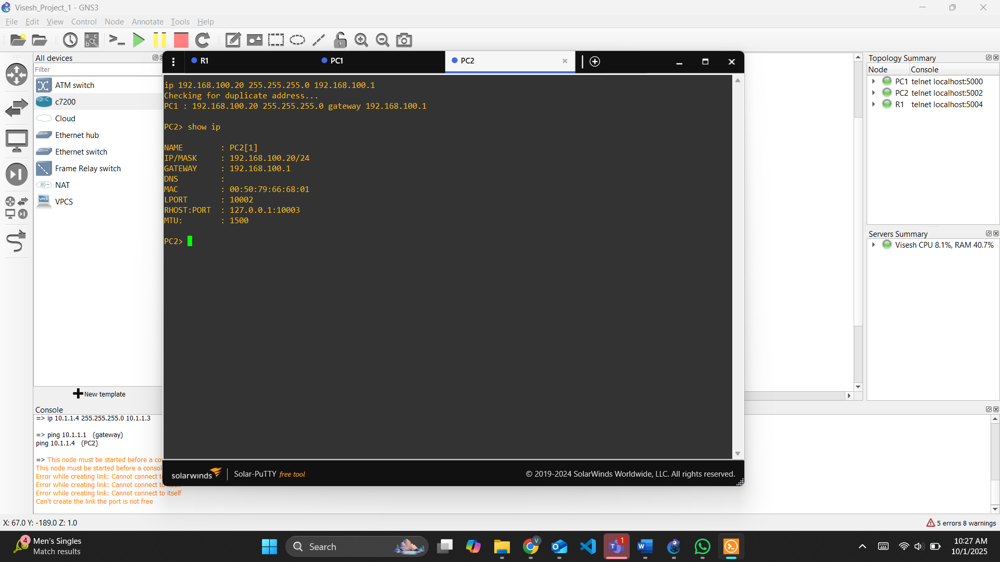 Visesh_Project_1 - GNS3
File Edit View Control Node Annotate Tools Help
All devices
Filter
ATM switch
c7200
Cloud
Ethernet hub
Ethernet switch
Frame Relay switch
NAT
VPCS
New template
R1
PC1
PC2
ip 192.168.100.20 255.255.255.0 192.168.100.1
Checking for duplicate address...
PC1 : 192.168.100.20 255.255.255.0 gateway 192.168.100.1
PC2> show ip
NAME : PC2[1]
IP/MASK : 192.168.100.20/24
GATEWAY : 192.168.100.1
DNS :
MAC : 00:50:79:66:68:01
LPORT : 10002
RHOST:PORT : 127.0.0.1:10003
MTU: : 1500
PC2>
solarwinds Solar-PuTTY free tool
© 2019-2024 SolarWinds Worldwide, LLC. All rights reserved.
Topology Summary
Node Console
PC1 telnet localhost:5000
PC2 telnet localhost:5002
R1 telnet localhost:5004
Servers Summary
Visesh CPU 8.1%, RAM 40.7%
Console
=> ip 10.1.1.4 255.255.255.0 10.1.1.3
=> ping 10.1.1.1 (gateway)
ping 10.1.1.4 (PC2)
=> This node must be started before a
This node must be started before a
Error while creating link: Cannot connect
Error while creating link: Cannot connect to itself
Error while creating link: Cannot connect to itself
Can't create the link the port is not free
X: 67.0 Y: -189.0 Z: 1.0
5 errors 8 warnings
4
Men's Singles
Match results
Search
V
1
10:27 AM
10/1/2025